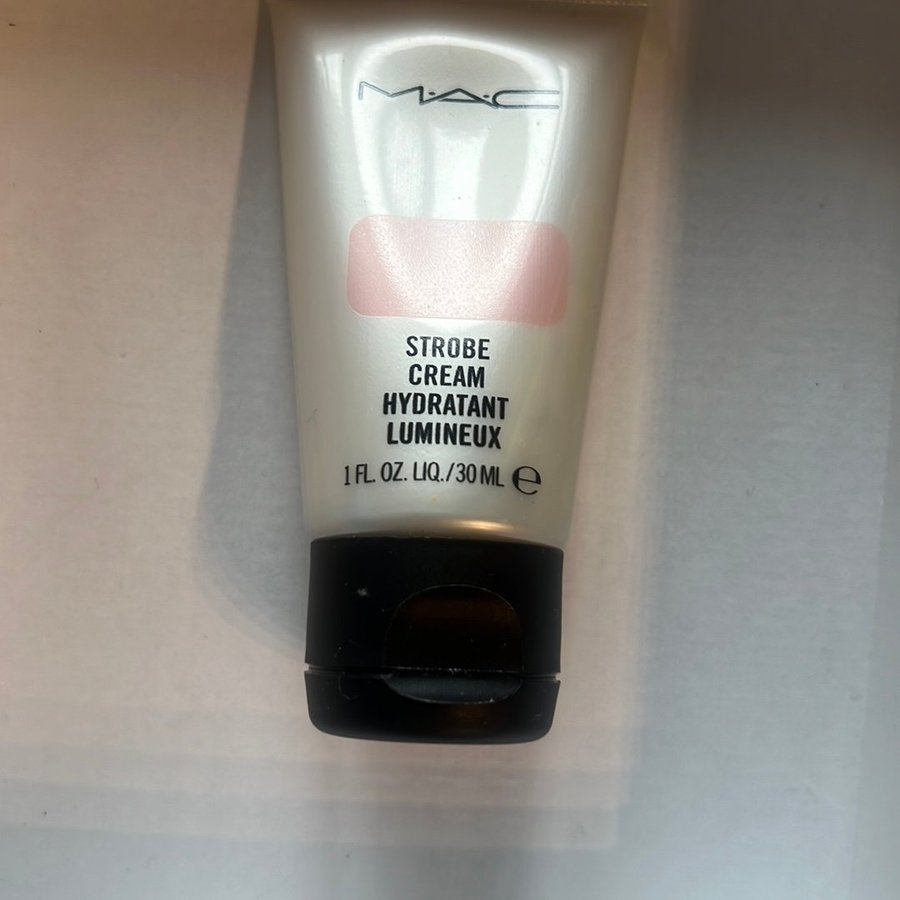 M·A·C
STROBE
CREAM
HYDRATANT
LUMINEUX
1 FL. OZ. LIQ./30 ML ℮